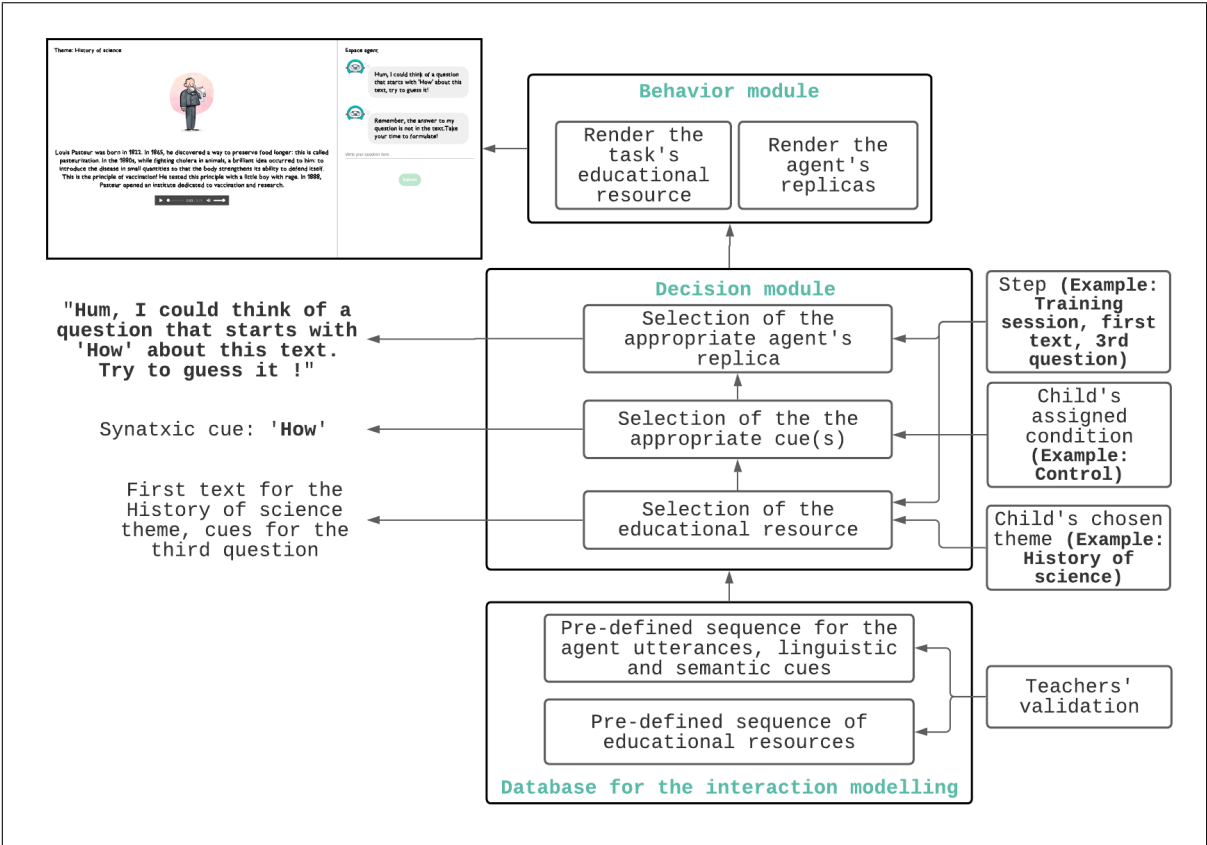 Theme: History of science
Louis Pasteur was born in 1822. In 1865, he discovered a way to preserve food longer: this is called
pasteurization. In the 1880s, while fighting cholera in animals, a brilliant idea occurred to him: to
introduce the disease in small quantities so that the body strengthens its ability to defend itself.
This is the principle of vaccination! He tested this principle with a little boy with rage. In 1888,
Pasteur opened an institute dedicated to vaccination and research.
Espace agent
Hum, I could think of a question
that starts with 'How' about this
text, try to guess it!
Remember, the answer to my
question is not in the text.Take
your time to formulate!
Write your question here
Behavior module
Render the
task's
educational
resource
Render the
agent's
replicas
Decision module
Selection of the
appropriate agent's
replica
Selection of the the
appropriate cue(s)
Selection of the
educational resource
"Hum, I could think of a
question that starts with
'How' about this text.
Try to guess it !"
Synatxic cue: 'How'
First text for the
History of science
theme, cues for the
third question
Step (Example:
Training
session, first
text, 3rd
question)
Child's
assigned
condition
(Example:
Control)
Child's chosen
theme (Example:
History of
science)
Pre-defined sequence for the
agent utterances, linguistic
and semantic cues
Pre-defined sequence of
educational resources
Database for the interaction modelling
Teachers'
validation